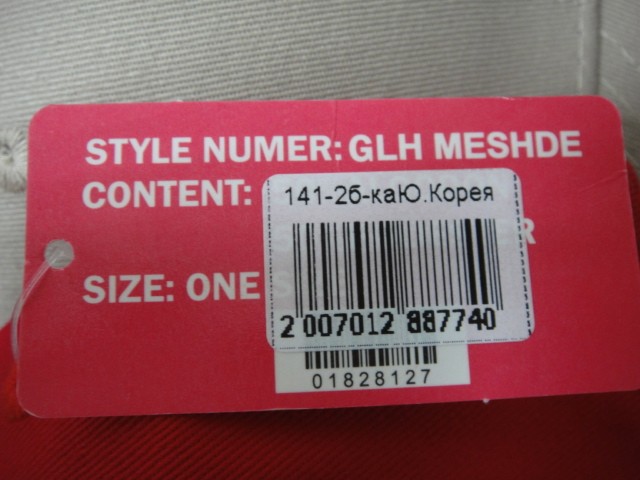 STYLE NUMER: GLH MESHDE
CONTENT:
141-2б-каЮ.Корея
SIZE: ONE S
2 007012 887740
01828127